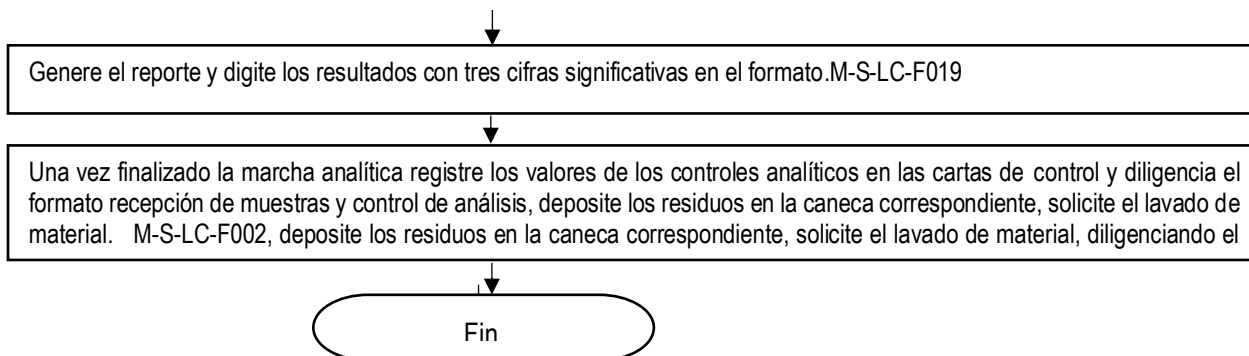 Genere el reporte y digite los resultados con tres cifras significativas en el formato.M-S-LC-F019
Una vez finalizado la marcha analítica registre los valores de los controles analíticos en las cartas de control y diligencia el
formato recepción de muestras y control de análisis, deposite los residuos en la caneca correspondiente, solicite el lavado de
material. M-S-LC-F002, deposite los residuos en la caneca correspondiente, solicite el lavado de material, diligenciando el
Fin